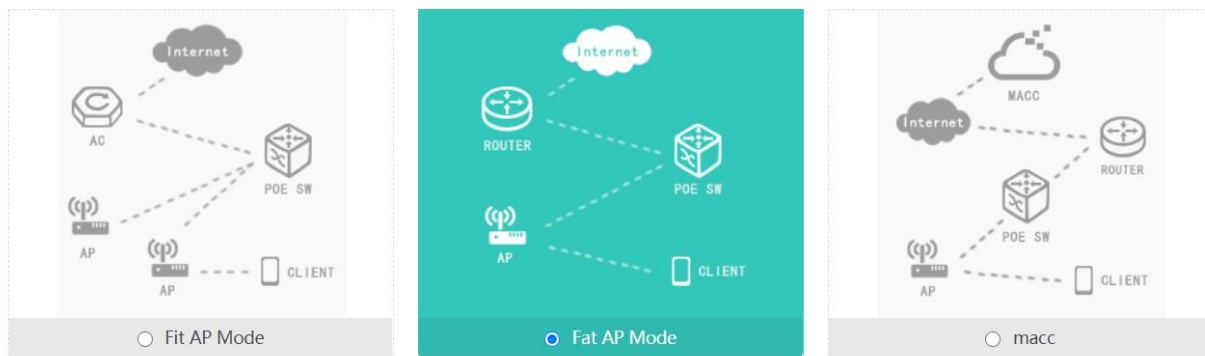 Internet
AC
POE SW
AP
AP
CLIENT
Fit AP Mode
Internet
ROUTER
POE SW
AP
CLIENT
Fat AP Mode
MACC
Internet
ROUTER
POE SW
AP
CLIENT
macc